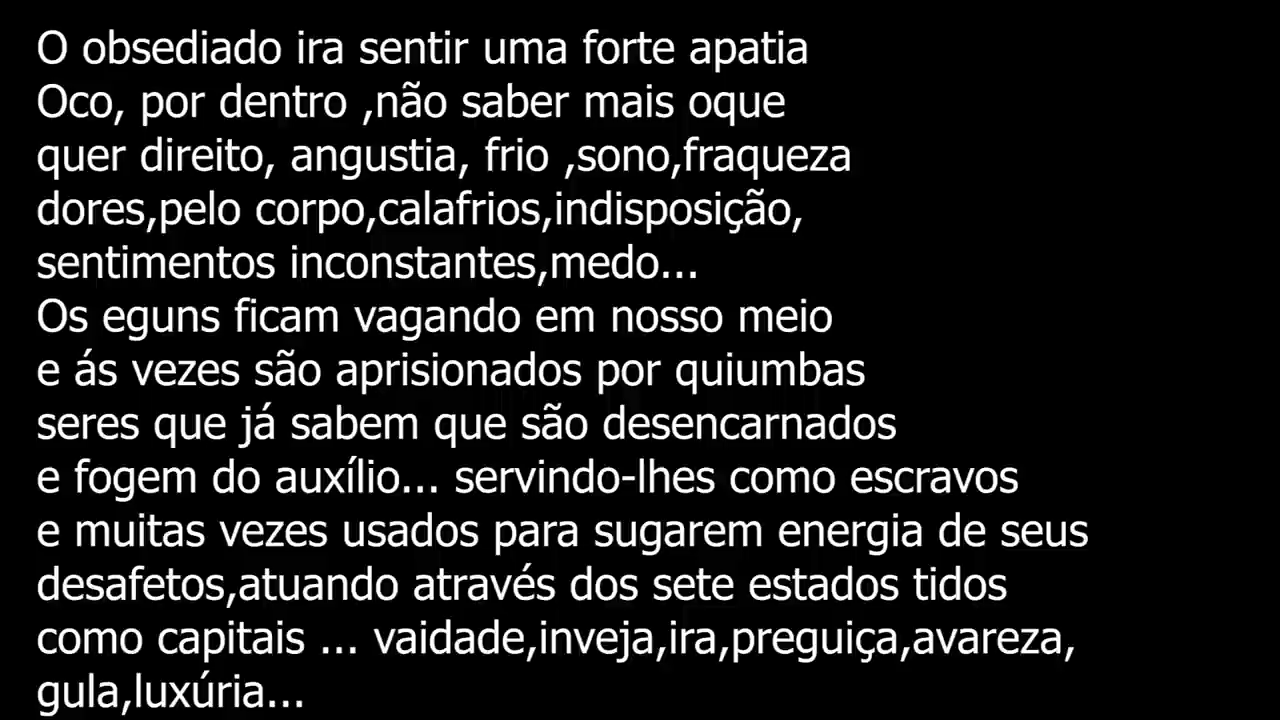 O obsediado ira sentir uma forte apatia
Oco, por dentro ,não saber mais oque
quer direito, angustia, frio ,sono,fraqueza
dores,pelo corpo,calafrios,indisposição,
sentimentos inconstantes,medo...
Os eguns ficam vagando em nosso meio
e ás vezes são aprisionados por quiumbas
seres que já sabem que são desencarnados
e fogem do auxílio... servindo-lhes como escravos
e muitas vezes usados para sugarem energia de seus
desafetos,atuando através dos sete estados tidos
como capitais ... vaidade,inveja,ira,preguiça,avareza,
gula,luxúria...